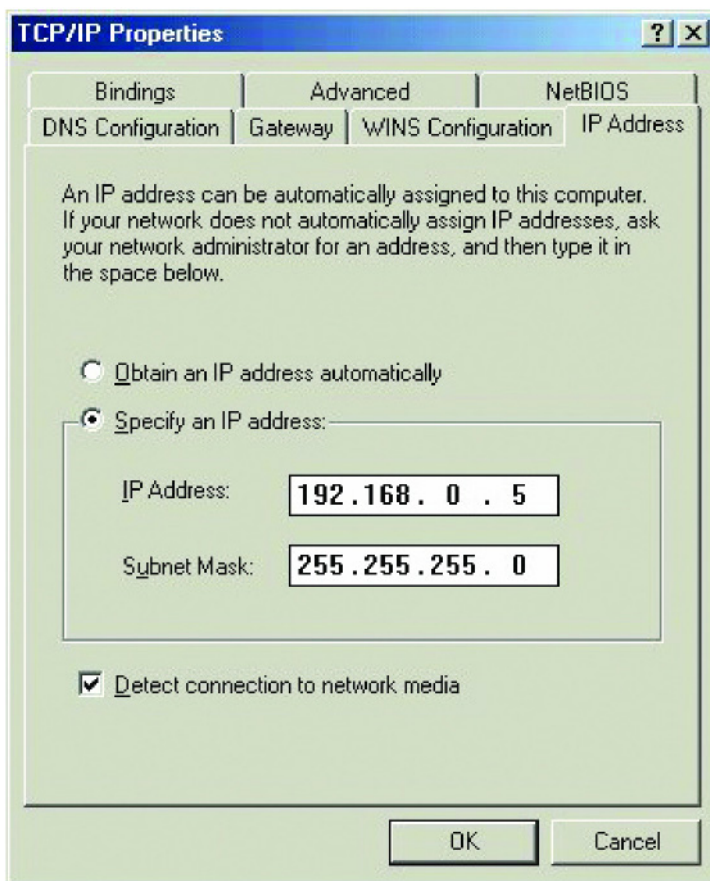 TCP/IP Properties
Bindings Advanced NetBIOS
DNS Configuration Gateway WINS Configuration IP Address
An IP address can be automatically assigned to this computer.
If your network does not automatically assign IP addresses, ask
your network administrator for an address, and then type it in
the space below.
Obtain an IP address automatically
Specify an IP address:
IP Address: 192.168. 0 . 5
Subnet Mask: 255.255.255. 0
Detect connection to network media
OK Cancel